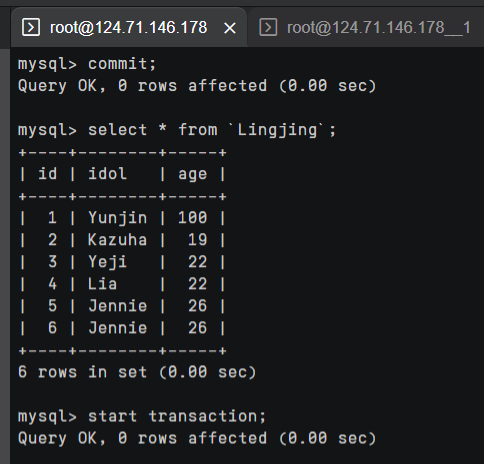 root@124.71.146.178 × root@124.71.146.178__1
mysql> commit;
Query OK, 0 rows affected (0.00 sec)
mysql> select * from `Lingjing`;
+----+--------+-----+
| id | idol   | age |
+----+--------+-----+
|  1 | Yunjin | 100 |
|  2 | Kazuha |  19 |
|  3 | Yeji   |  22 |
|  4 | Lia    |  22 |
|  5 | Jennie |  26 |
|  6 | Jennie |  26 |
+----+--------+-----+
6 rows in set (0.00 sec)
mysql> start transaction;
Query OK, 0 rows affected (0.00 sec)